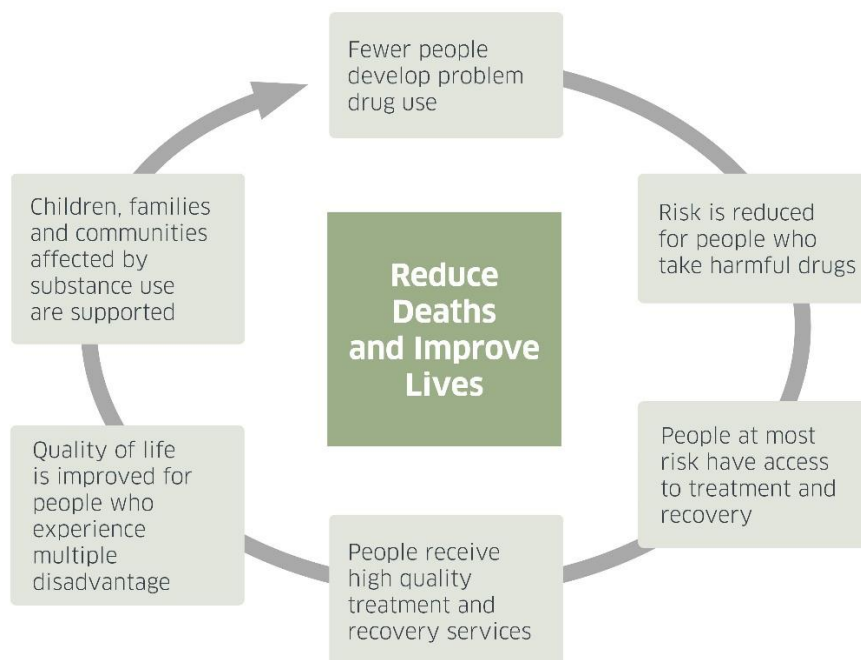 Fewer people
develop problem
drug use
Risk is reduced
for people who
take harmful drugs
People at most
risk have access
to treatment and
recovery
People receive
high quality
treatment and
recovery services
Quality of life
is improved for
people who
experience
multiple
disadvantage
Children, families
and communities
affected by
substance use
are supported
Reduce
Deaths
and Improve
Lives